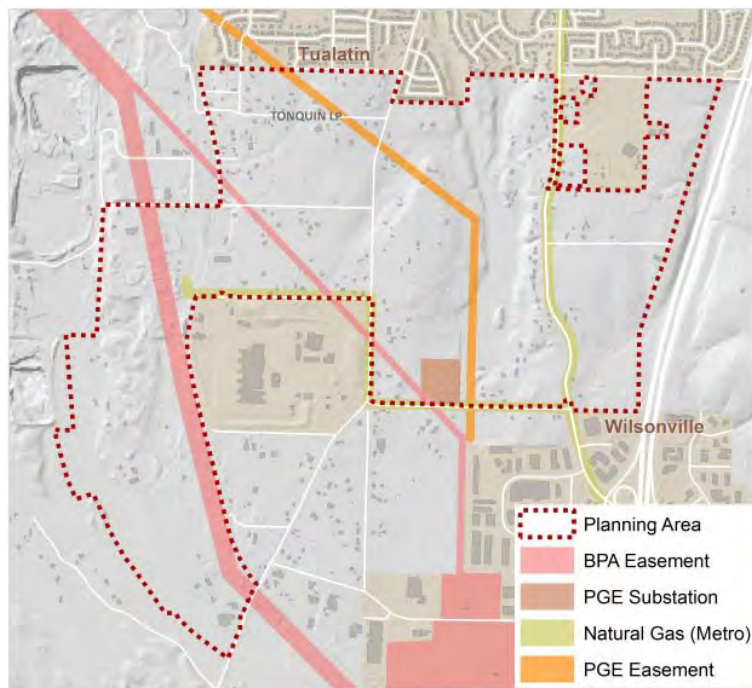 Tualatin
TONQUIN LP
Wilsonville
Planning Area
BPA Easement
PGE Substation
Natural Gas (Metro)
PGE Easement